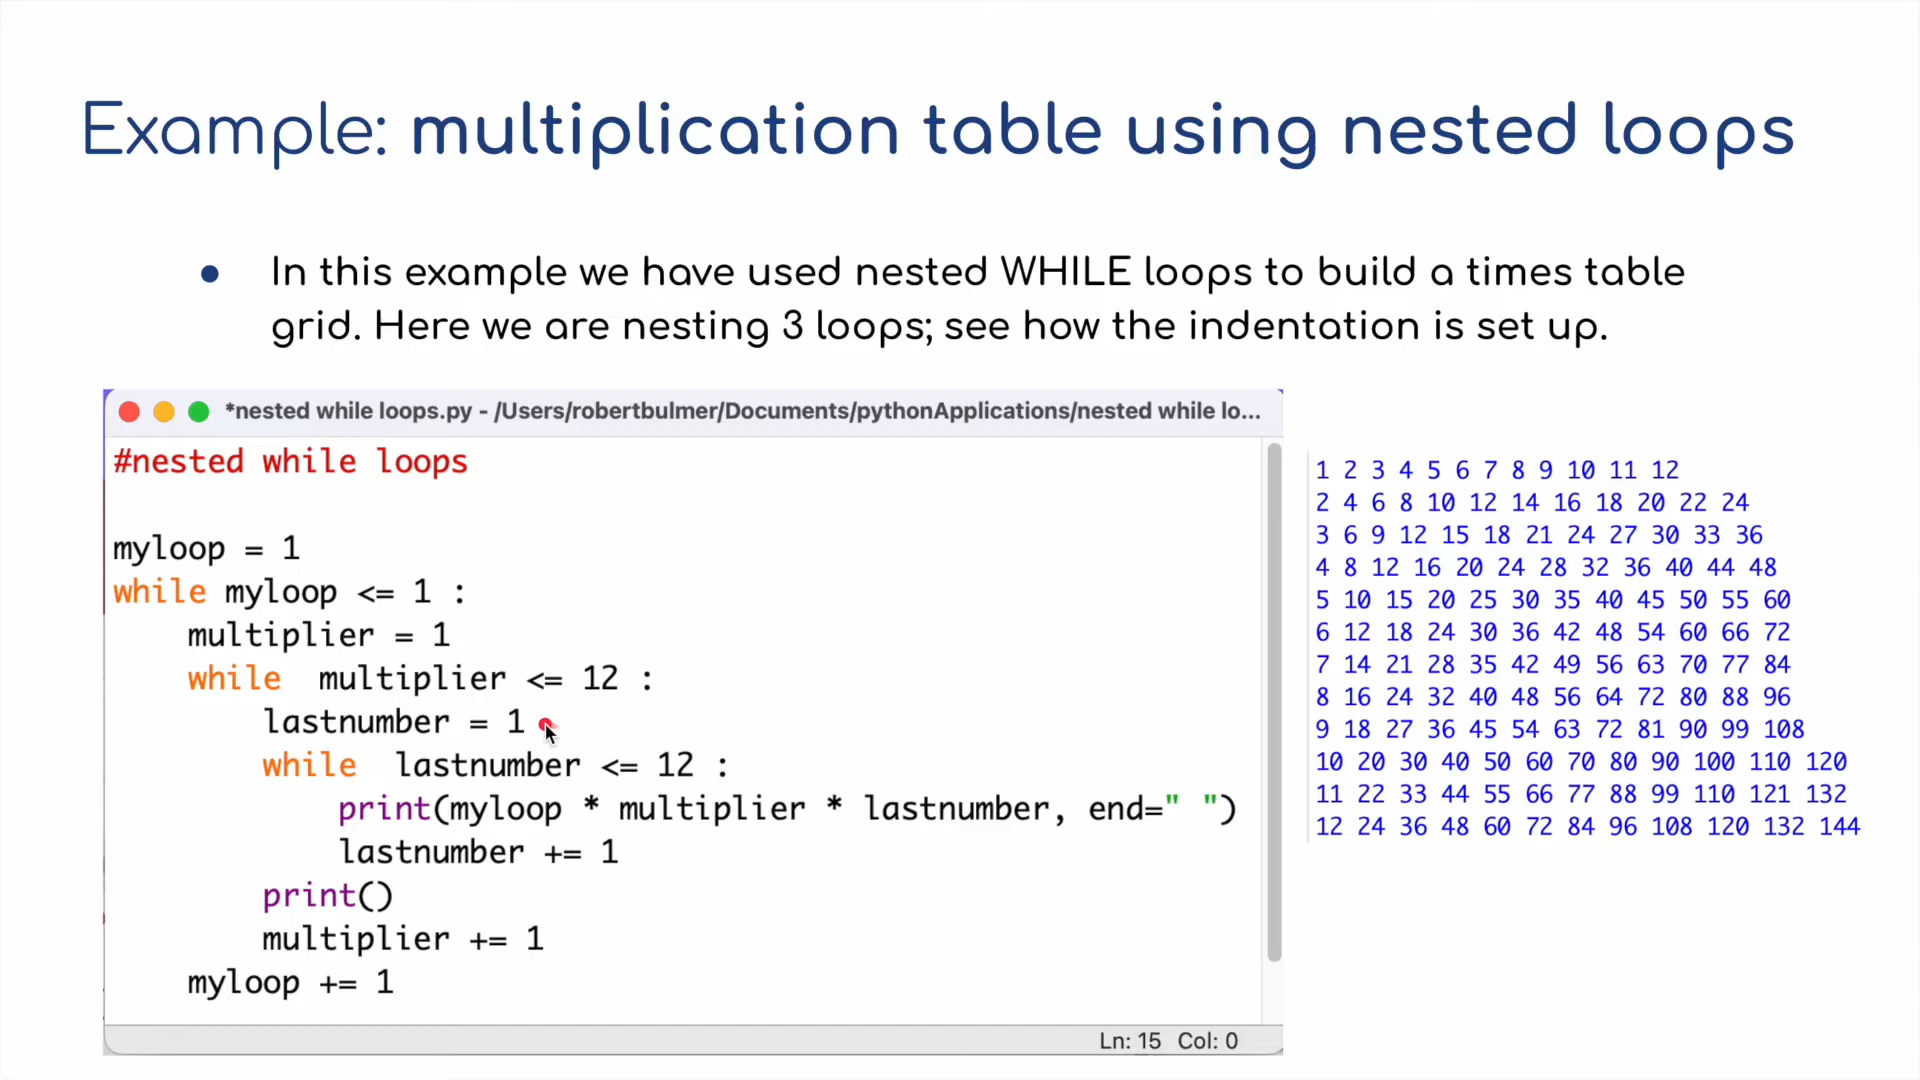 Example: multiplication table using nested loops
● In this example we have used nested WHILE loops to build a times table
grid. Here we are nesting 3 loops; see how the indentation is set up.
*nested while loops.py - /Users/robertbulmer/Documents/pythonApplications/nested while lo...
#nested while loops
myloop = 1
while myloop <= 1 :
    multiplier = 1
    while  multiplier <= 12 :
        lastnumber = 1
        while  lastnumber <= 12 :
            print(myloop * multiplier * lastnumber, end=" ")
            lastnumber += 1
        print()
        multiplier += 1
    myloop += 1
Ln: 15 Col: 0
1 2 3 4 5 6 7 8 9 10 11 12
2 4 6 8 10 12 14 16 18 20 22 24
3 6 9 12 15 18 21 24 27 30 33 36
4 8 12 16 20 24 28 32 36 40 44 48
5 10 15 20 25 30 35 40 45 50 55 60
6 12 18 24 30 36 42 48 54 60 66 72
7 14 21 28 35 42 49 56 63 70 77 84
8 16 24 32 40 48 56 64 72 80 88 96
9 18 27 36 45 54 63 72 81 90 99 108
10 20 30 40 50 60 70 80 90 100 110 120
11 22 33 44 55 66 77 88 99 110 121 132
12 24 36 48 60 72 84 96 108 120 132 144